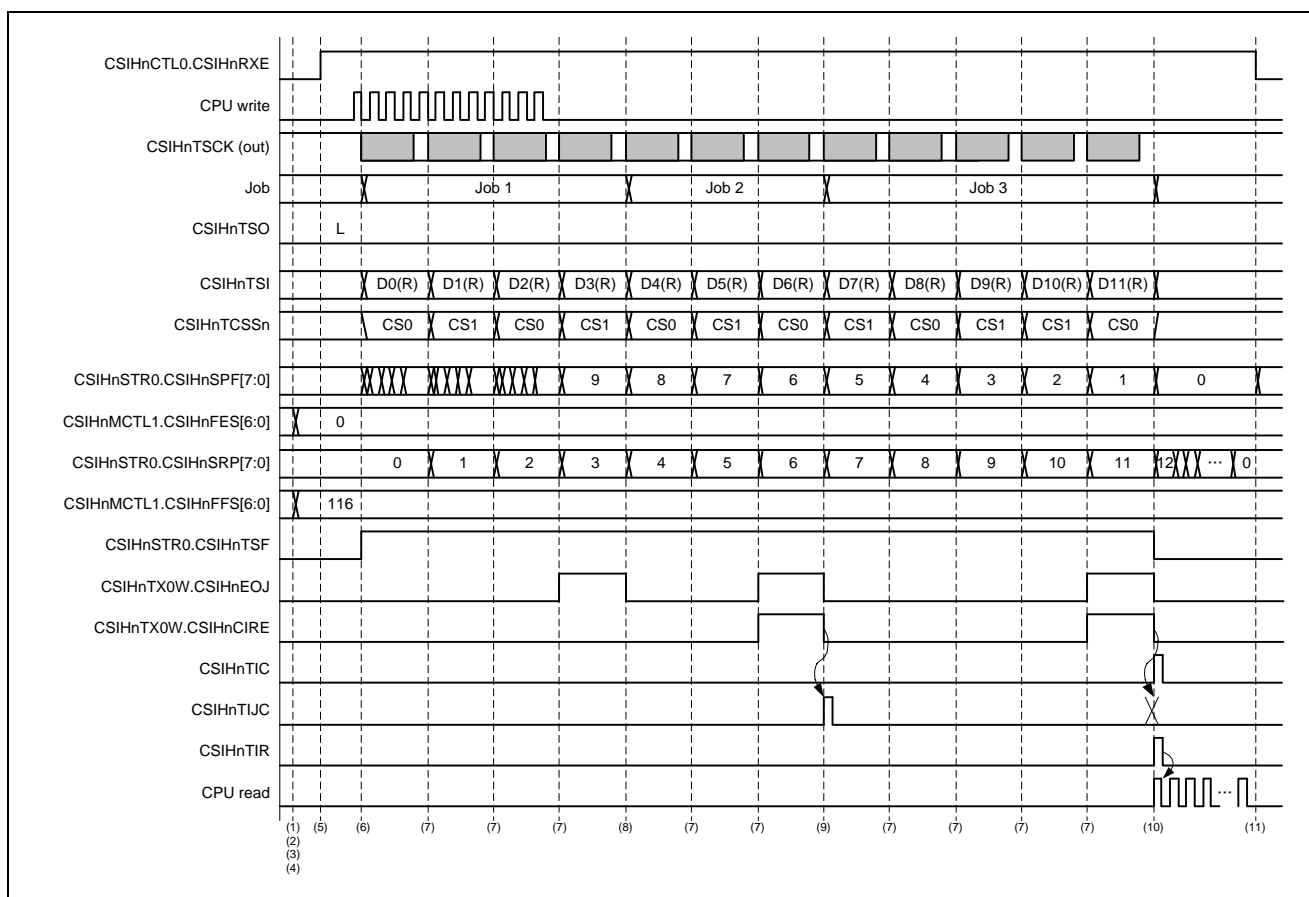 CSIHnCTL0.CSIHnRXE
CPU write
CSIHnTSCK (out)
Job Job 1 Job 2 Job 3
CSIHnTSO L
CSIHnTSI D0(R) D1(R) D2(R) D3(R) D4(R) D5(R) D6(R) D7(R) D8(R) D9(R) D10(R) D11(R)
CSIHnTCSSn CS0 CS1 CS0 CS1 CS0 CS1 CS0 CS1 CS0 CS1 CS1 CS0
CSIHnSTR0.CSIHnSPF[7:0] 9 8 7 6 5 4 3 2 1 0
CSIHnMCTL1.CSIHnFES[6:0] 0
CSIHnSTR0.CSIHnSRP[7:0] 0 1 2 3 4 5 6 7 8 9 10 11 12 ... 0
CSIHnMCTL1.CSIHnFFS[6:0] 116
CSIHnSTR0.CSIHnTSF
CSIHnTX0W.CSIHnEOJ
CSIHnTX0W.CSIHnCIRE
CSIHnTIC
CSIHnTIJC
CSIHnTIR
CPU read ...
(1) (5) (6) (7) (7) (7) (8) (7) (7) (9) (7) (7) (7) (7) (10) (11)
(2)
(3)
(4)